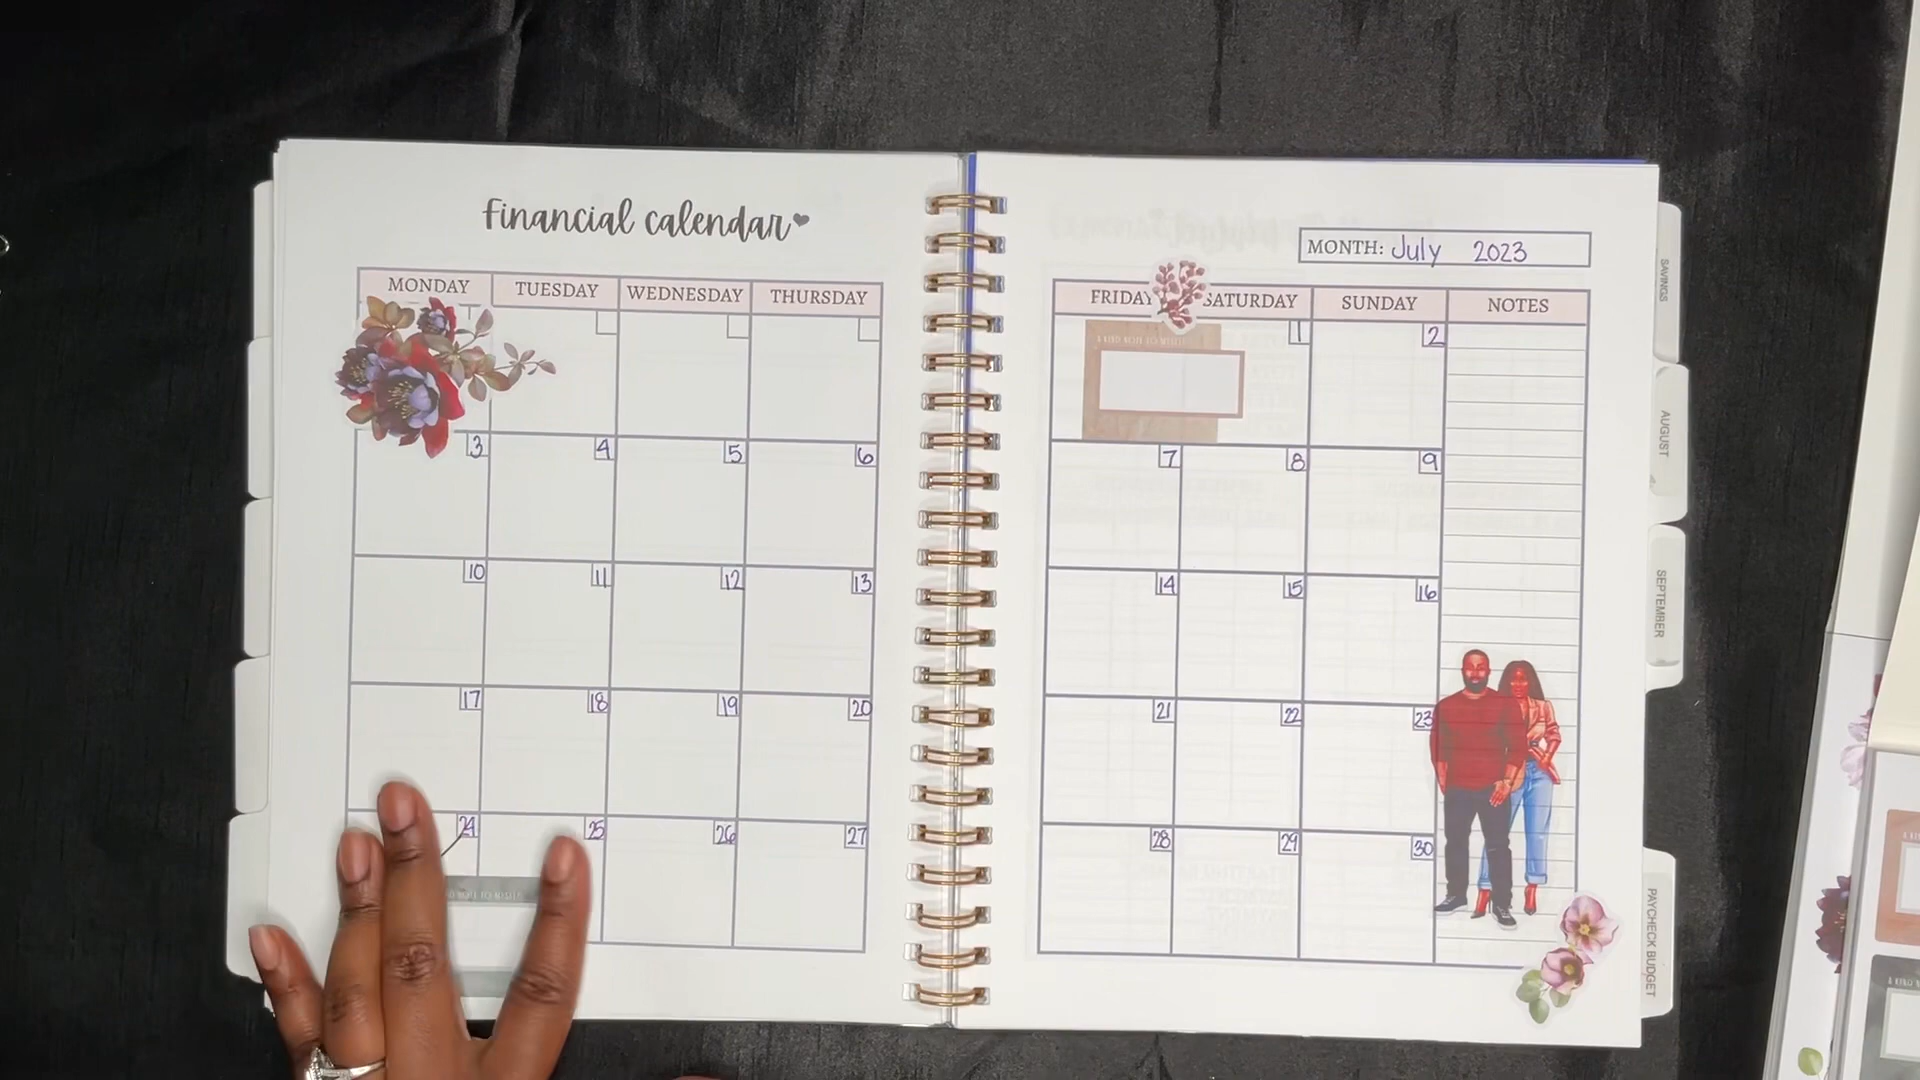 Financial calendar
MONTH: July 2023
MONDAY TUESDAY WEDNESDAY THURSDAY FRIDAY SATURDAY SUNDAY NOTES
1 2
3 4 5 6 7 8 9
10 11 12 13 14 15 16
17 18 19 20 21 22 23
24 25 26 27 28 29 30
SAVINGS
AUGUST
SEPTEMBER
PAYCHECK BUDGET